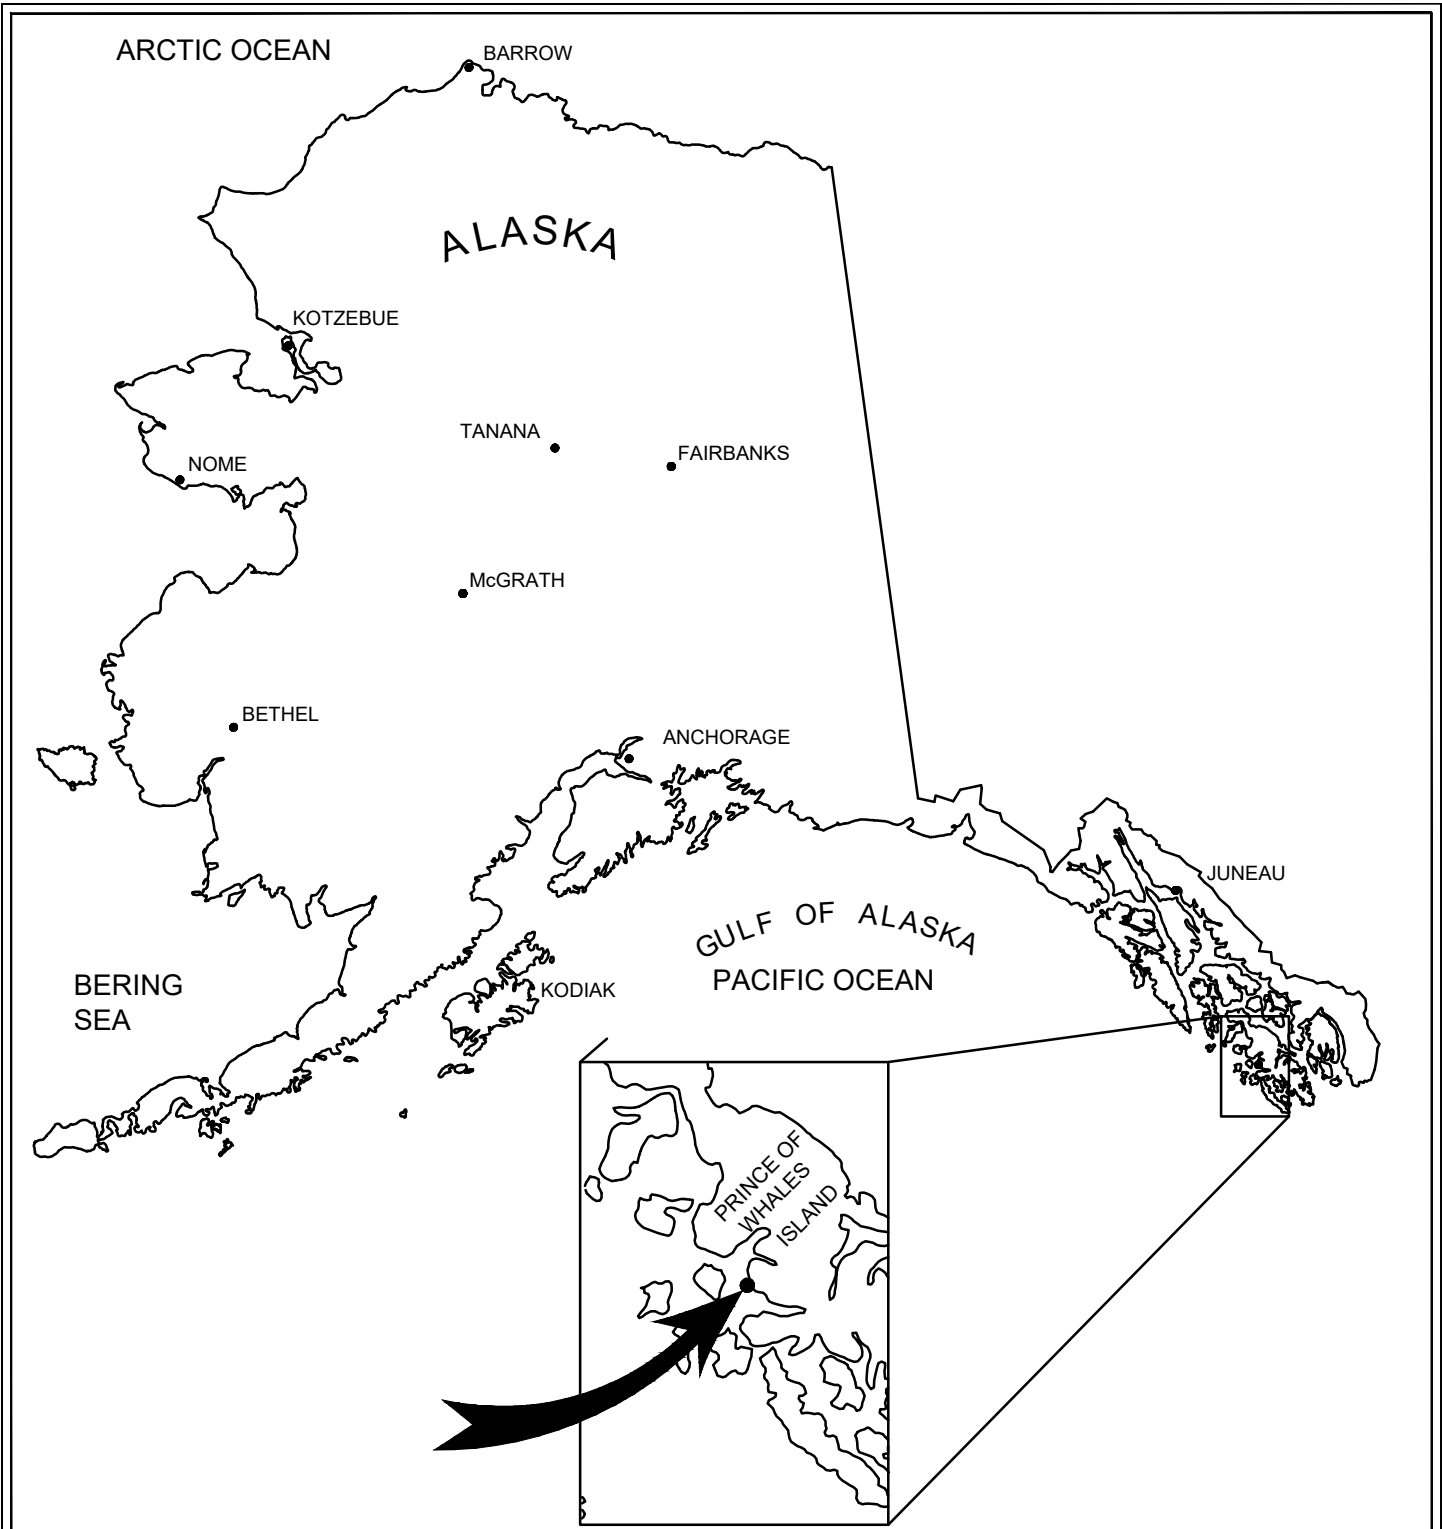 ARCTIC OCEAN
BARROW
ALASKA
KOTZEBUE
TANANA
FAIRBANKS
NOME
McGRATH
BETHEL
ANCHORAGE
JUNEAU
GULF OF ALASKA
PACIFIC OCEAN
BERING
SEA
KODIAK
PRINCE OF
WHALES
ISLAND